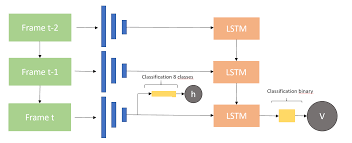 Frame t-2
LSTM
Frame t-1
LSTM
Classification 8 classes
h
Frame t
LSTM
Classification binary
V